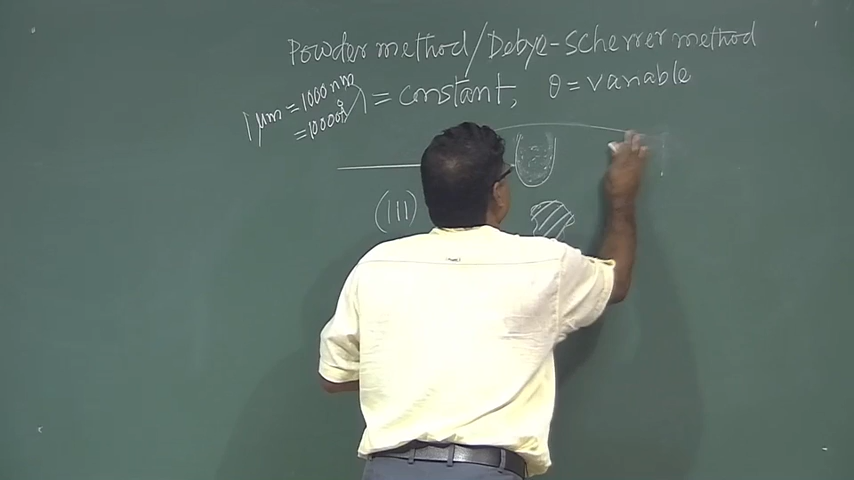 Powder method/Debye-Scherrer method
1 μm = 1000 nm
= 10000 Å
λ = constant, θ = variable
(111)